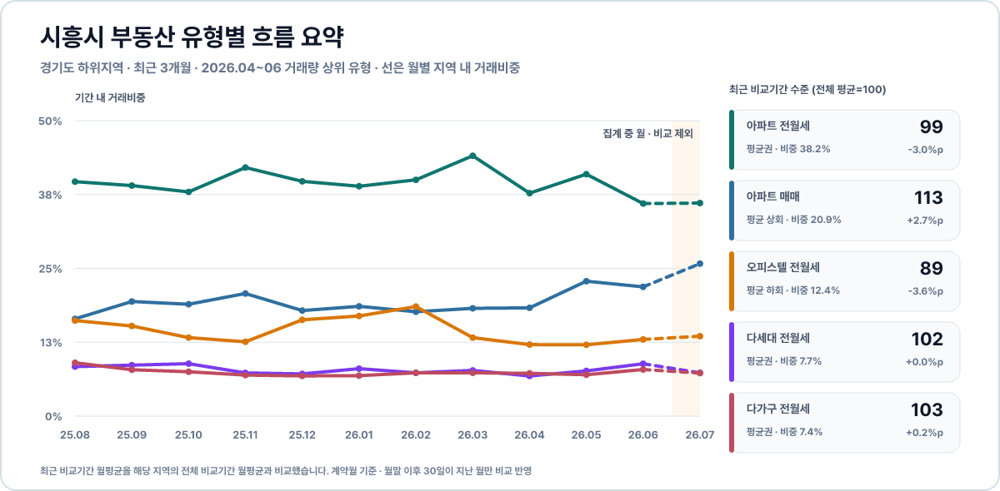 시흥시 부동산 유형별 흐름 요약
경기도 하위지역 · 최근 3개월 · 2026.04~06 거래량 상위 유형 · 선은 월별 지역 내 거래비중
기간 내 거래비중
50%
38%
25%
13%
0%
집계 중 월 · 비교 제외
25.08 25.09 25.10 25.11 25.12 26.01 26.02 26.03 26.04 26.05 26.06 26.07
최근 비교기간 수준 (전체 평균=100)
아파트 전월세 99
평균권 · 비중 38.2% -3.0%p
아파트 매매 113
평균 상회 · 비중 20.9% +2.7%p
오피스텔 전월세 89
평균 하회 · 비중 12.4% -3.6%p
다세대 전월세 102
평균권 · 비중 7.7% +0.0%p
다가구 전월세 103
평균권 · 비중 7.4% +0.2%p
최근 비교기간 월평균을 해당 지역의 전체 비교기간 월평균과 비교했습니다. 계약월 기준 · 월말 이후 30일이 지난 월만 비교 반영